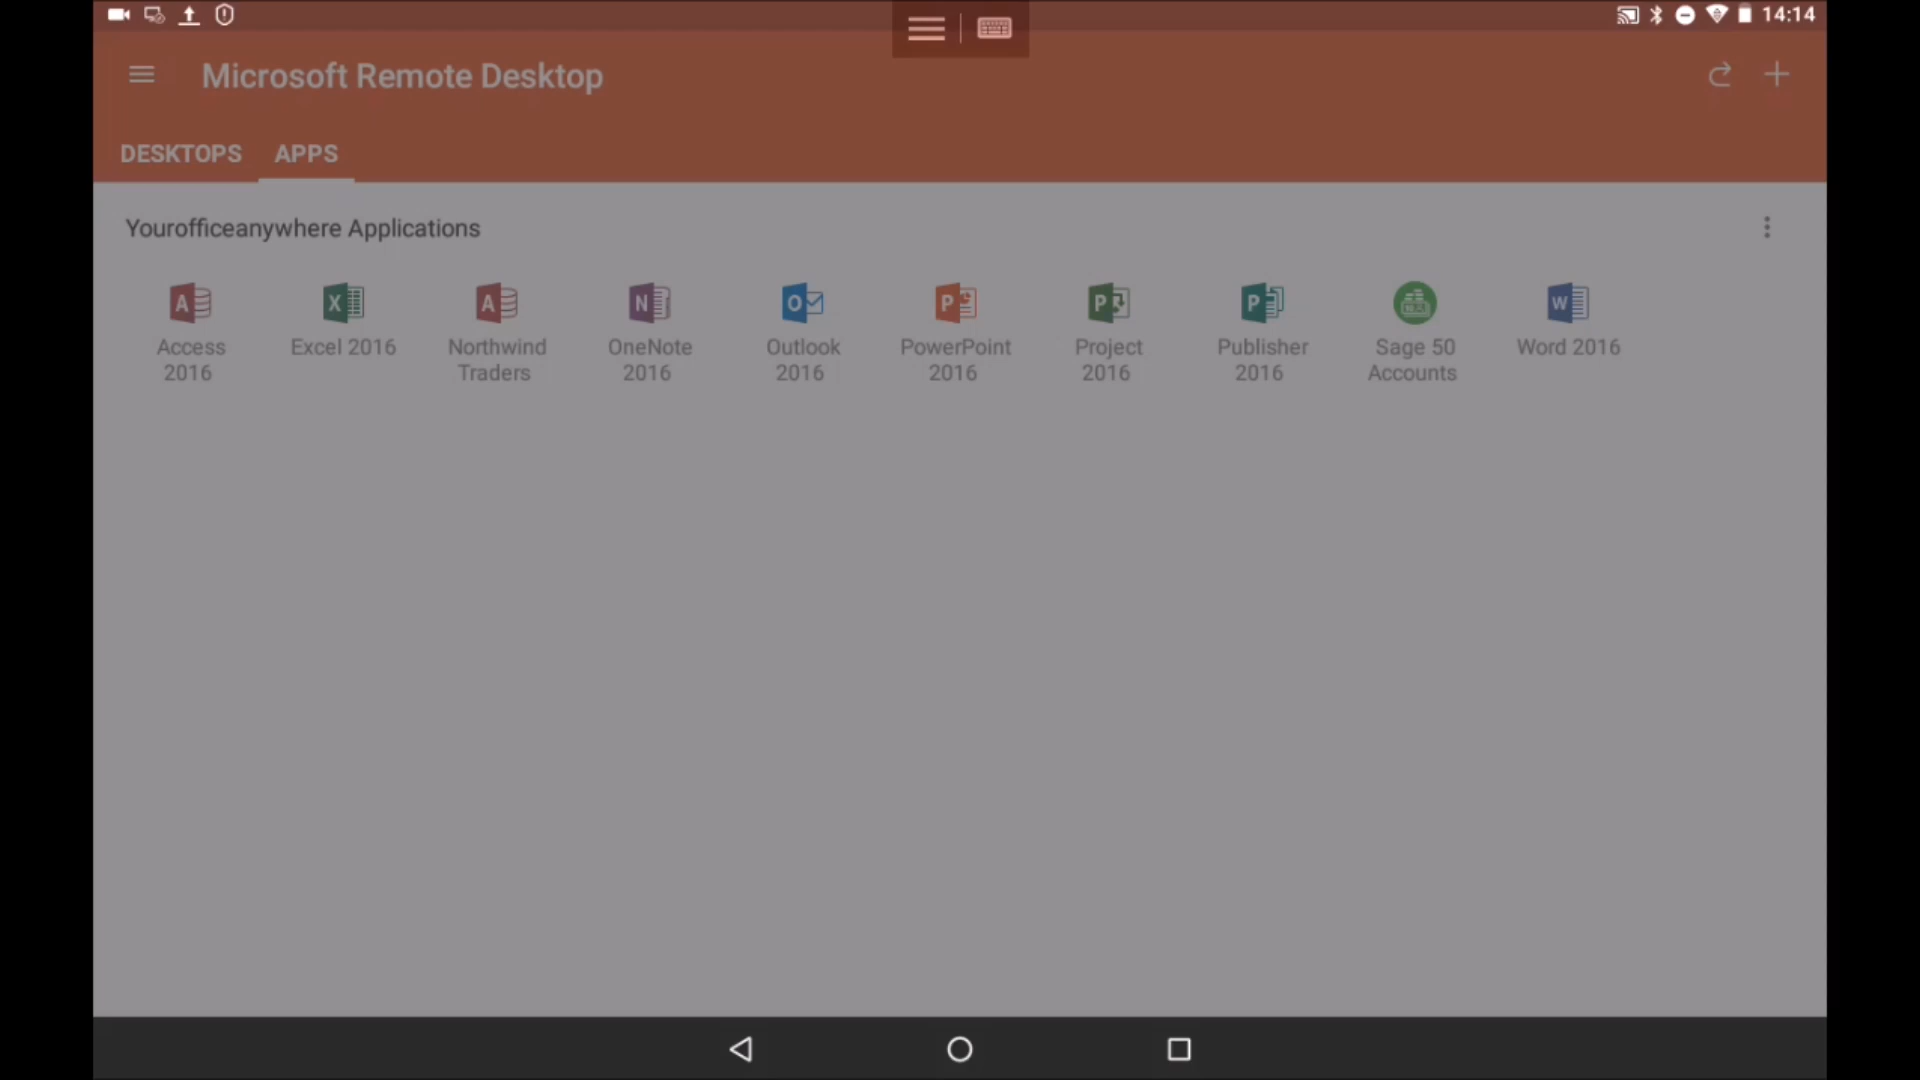 14:14
Microsoft Remote Desktop
DESKTOPS APPS
Yourofficeanywhere Applications
Access 2016
Excel 2016
Northwind Traders
OneNote 2016
Outlook 2016
PowerPoint 2016
Project 2016
Publisher 2016
Sage 50 Accounts
Word 2016